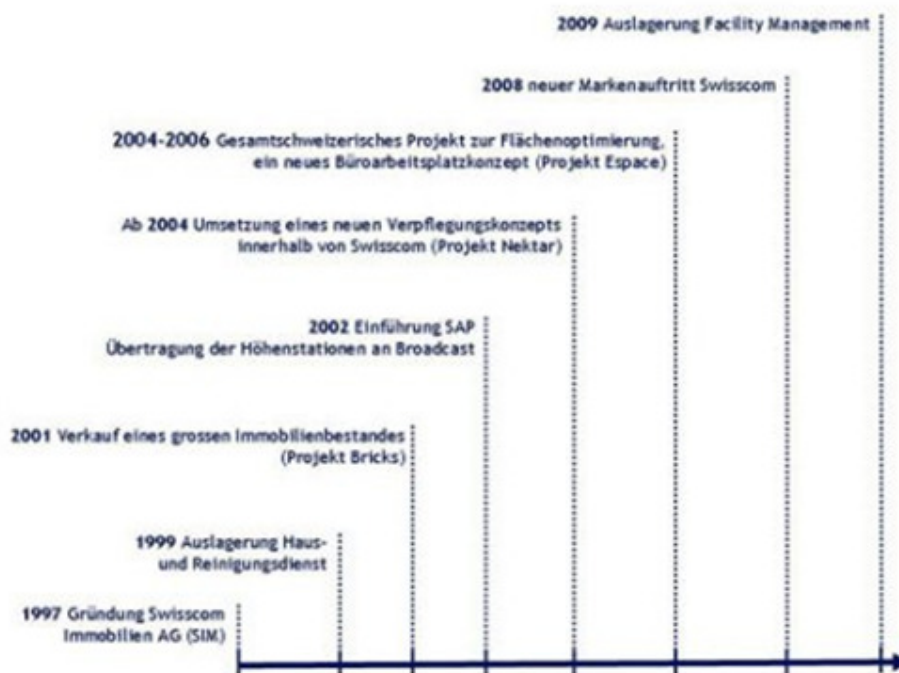 2009 Auslagerung Facility Management
2008 neuer Markenauftritt Swisscom
2004-2006 Gesamtschweizerisches Projekt zur Flächenoptimierung,
ein neues Büroarbeitsplatzkonzept (Projekt Espace)
Ab 2004 Umsetzung eines neuen Verpflegungskonzepts
innerhalb von Swisscom (Projekt Nektar)
2002 Einführung SAP
Übertragung der Höhenstationen an Broadcast
2001 Verkauf eines grossen Immobilienbestandes
(Projekt Bricks)
1999 Auslagerung Haus-
und Reinigungsdienst
1997 Gründung Swisscom
Immobilien AG (SIM)